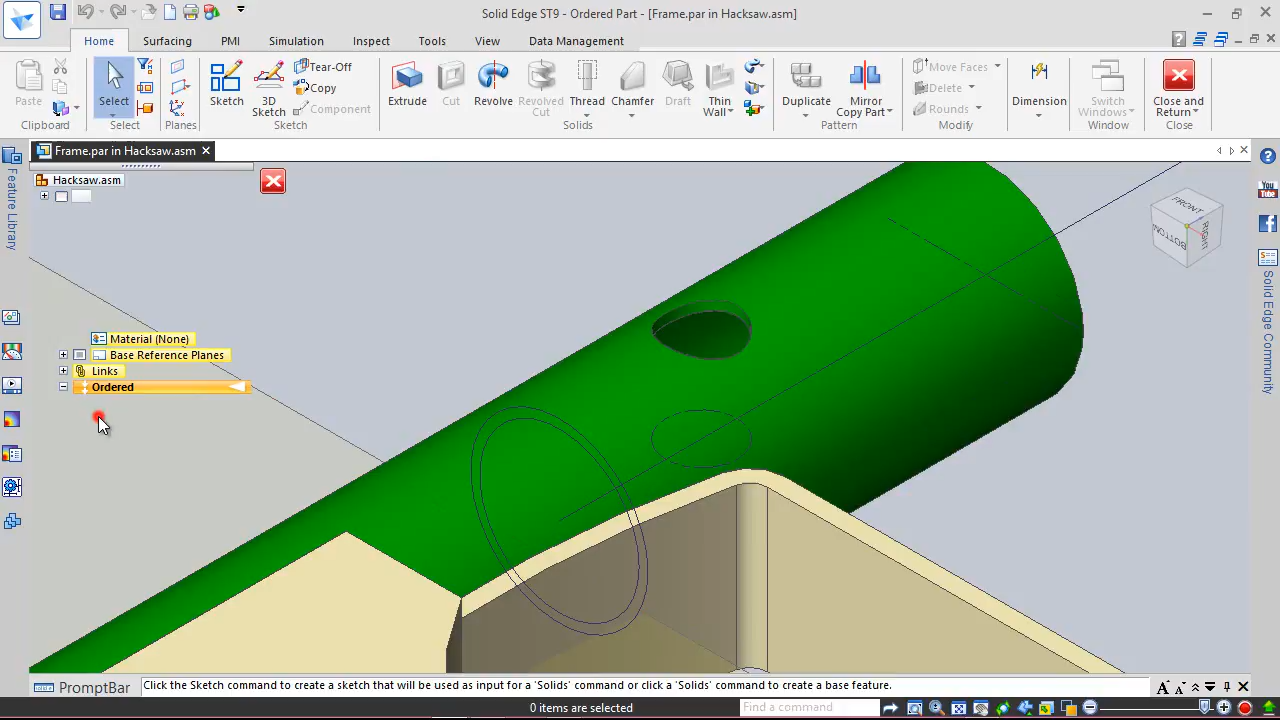 Solid Edge ST9 - Ordered Part - [Frame.par in Hacksaw.asm]
Home Surfacing PMI Simulation Inspect Tools View Data Management
Paste
Clipboard
Select
Select
Planes
Sketch
3D Sketch
Tear-Off
Copy
Component
Sketch
Extrude
Cut
Revolve
Revolved Cut
Thread
Chamfer
Draft
Thin Wall
Solids
Duplicate
Mirror Copy Part
Pattern
Move Faces
Delete
Rounds
Modify
Dimension
Switch Windows
Window
Close and Return
Close
Frame.par in Hacksaw.asm
Feature Library
Hacksaw.asm
Material (None)
Base Reference Planes
Links
Ordered
FRONT
BOTTOM
RIGHT
You Tube
Solid Edge Community
PromptBar
Click the Sketch command to create a sketch that will be used as input for a 'Solids' command or click a 'Solids' command to create a base feature.
0 items are selected
Find a command